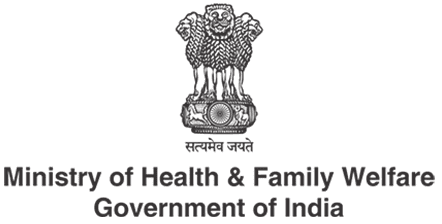 सत्यमेव जयते
Ministry of Health & Family Welfare
Government of India